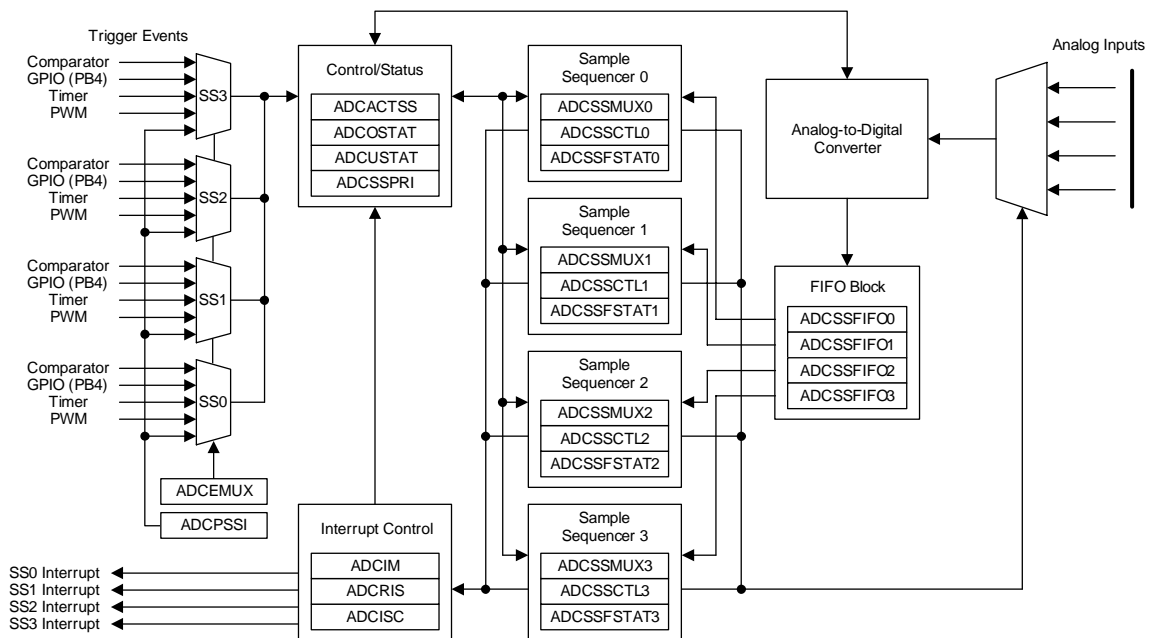 Trigger Events
Comparator
GPIO (PB4)
Timer
PWM
SS3
Comparator
GPIO (PB4)
Timer
PWM
SS2
Comparator
GPIO (PB4)
Timer
PWM
SS1
Comparator
GPIO (PB4)
Timer
PWM
SS0
ADCEMUX
ADCPSSI
Control/Status
ADCACTSS
ADCOSTAT
ADCUSTAT
ADCSSPRI
Interrupt Control
ADCIM
ADCRIS
ADCISC
SS0 Interrupt
SS1 Interrupt
SS2 Interrupt
SS3 Interrupt
Sample
Sequencer 0
ADCSSMUX0
ADCSSCTL0
ADCSSFSTAT0
Sample
Sequencer 1
ADCSSMUX1
ADCSSCTL1
ADCSSFSTAT1
Sample
Sequencer 2
ADCSSMUX2
ADCSSCTL2
ADCSSFSTAT2
Sample
Sequencer 3
ADCSSMUX3
ADCSSCTL3
ADCSSFSTAT3
Analog-to-Digital
Converter
FIFO Block
ADCSSFIFO0
ADCSSFIFO1
ADCSSFIFO2
ADCSSFIFO3
Analog Inputs